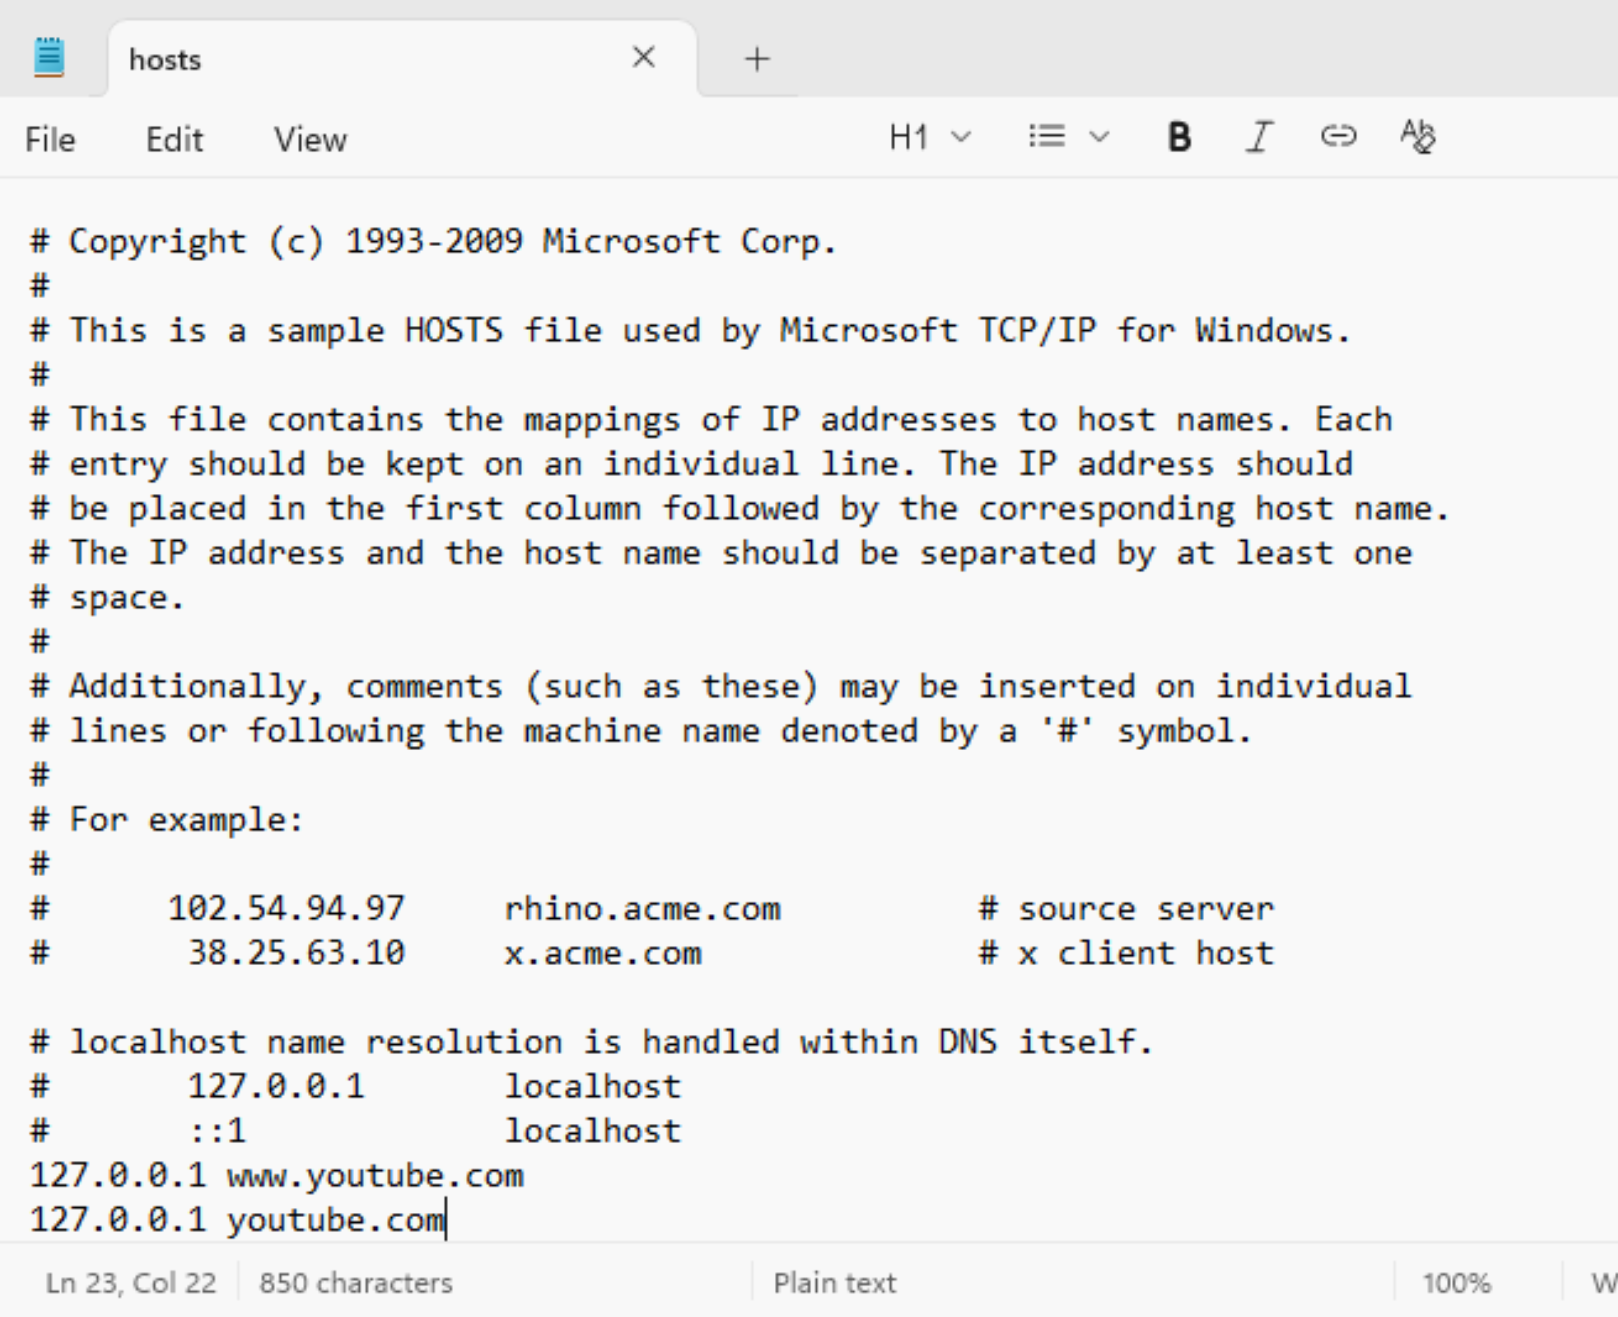 hosts
File Edit View H1 B I
# Copyright (c) 1993-2009 Microsoft Corp.
#
# This is a sample HOSTS file used by Microsoft TCP/IP for Windows.
#
# This file contains the mappings of IP addresses to host names. Each
# entry should be kept on an individual line. The IP address should
# be placed in the first column followed by the corresponding host name.
# The IP address and the host name should be separated by at least one
# space.
#
# Additionally, comments (such as these) may be inserted on individual
# lines or following the machine name denoted by a '#' symbol.
#
# For example:
#
#      102.54.94.97     rhino.acme.com          # source server
#       38.25.63.10     x.acme.com              # x client host

# localhost name resolution is handled within DNS itself.
#       127.0.0.1       localhost
#       ::1             localhost
127.0.0.1 www.youtube.com
127.0.0.1 youtube.com
Ln 23, Col 22 850 characters Plain text 100% W